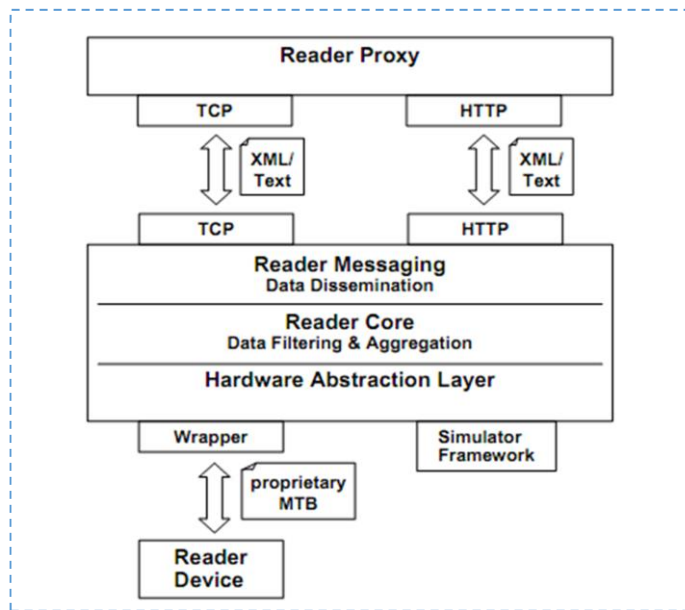 Reader Proxy
TCP
HTTP
XML/
Text
XML/
Text
TCP
HTTP
Reader Messaging
Data Dissemination
Reader Core
Data Filtering & Aggregation
Hardware Abstraction Layer
Wrapper
Simulator
Framework
proprietary
MTB
Reader
Device